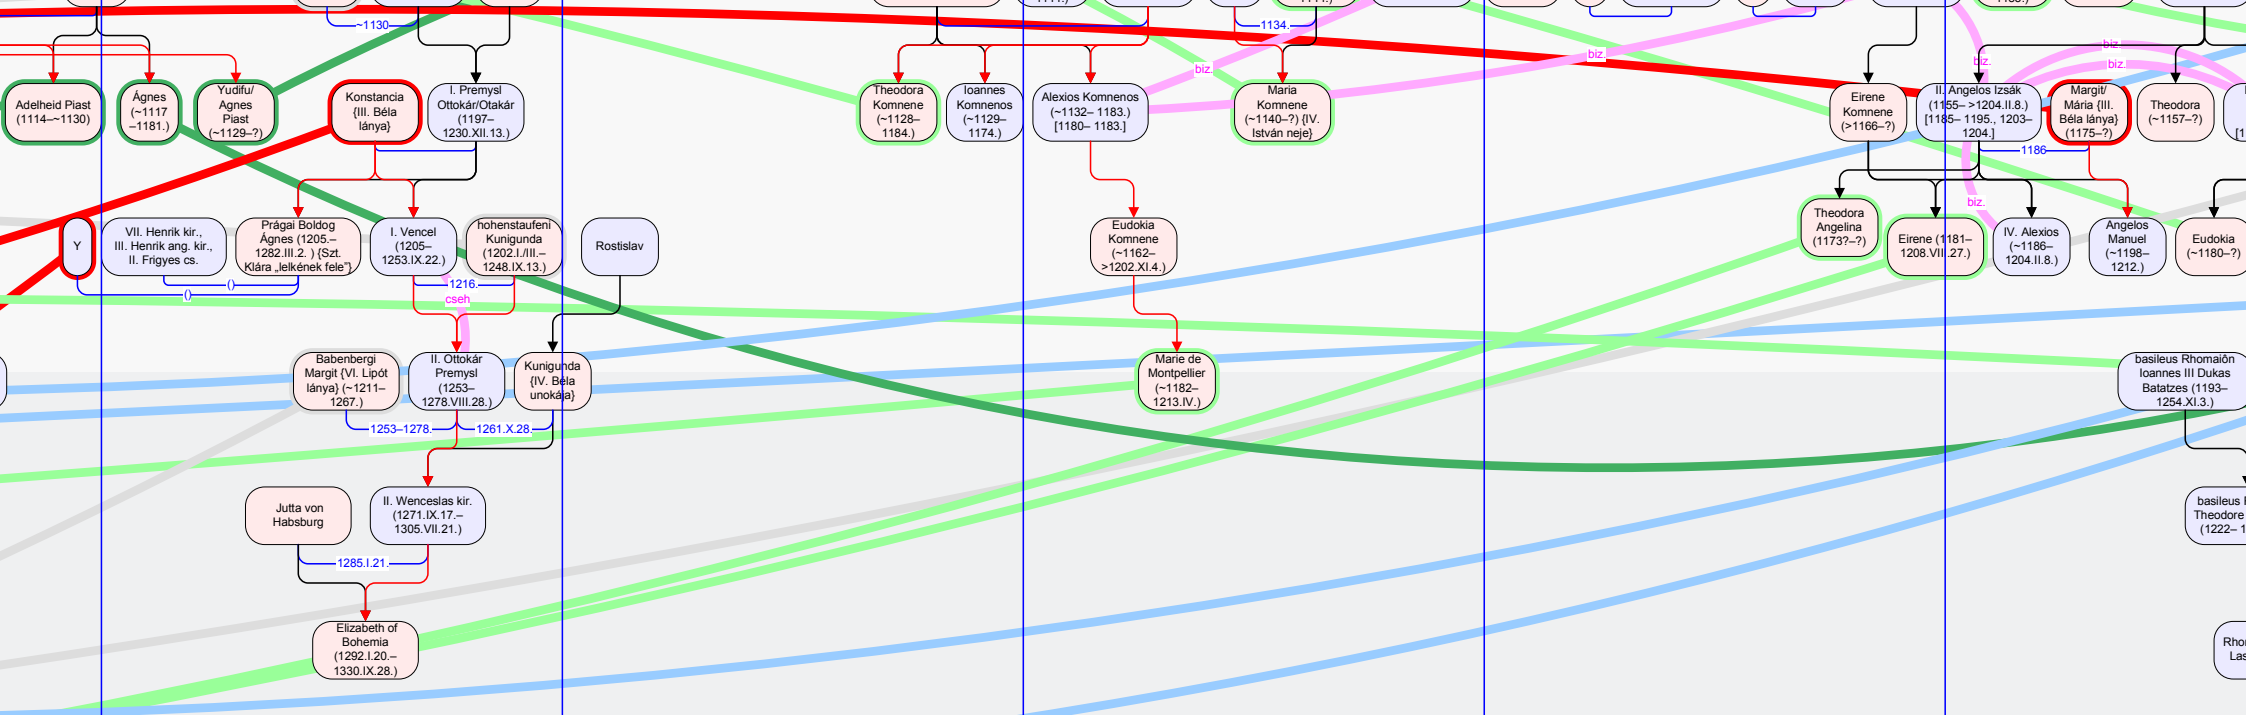 ~1130
1134.
biz.
biz.
biz.
biz.
biz.
Adelheid Piast
(1114–~1130)
Ágnes
(~1117
–1181.)
Yudifu/
Agnes
Piast
(~1129–?)
Konstancia
{III. Béla
lánya}
I. Premysl
Ottokár/Otakár
(1197–
1230.XII.13.)
Theodora
Komnene
(~1128–
1184.)
Ioannes
Komnenos
(~1129–
1174.)
Alexios Komnenos
(~1132– 1183.)
[1180– 1183.]
Maria
Komnene
(~1140–?) {IV.
István neje}
Eirene
Komnene
(>1166–?)
II. Angelos Izsák
(1155– >1204.II.8.)
[1185– 1195., 1203–
1204.]
Margit/
Mária {III.
Béla lánya}
(1175–?)
Theodora
(~1157–?)
1186
biz.
Y
VII. Henrik kir.,
III. Henrik ang. kir.,
II. Frigyes cs.
Prágai Boldog
Ágnes (1205.–
1282.III.2. ) {Szt.
Klára „lelkének fele”}
I. Vencel
(1205–
1253.IX.22.)
hohenstaufeni
Kunigunda
(1202.I./III.–
1248.IX.13.)
Rostislav
Eudokia
Komnene
(~1162–
>1202.XI.4.)
Theodora
Angelina
(1173?–?)
Eirene (1181–
1208.VII.27.)
IV. Alexios
(~1186–
1204.II.8.)
Angelos
Manuel
(~1198–
1212.)
Eudokia
(~1180–?)
()
()
1216.
cseh
Babenbergi
Margit {VI. Lipót
lánya} (~1211–
1267.)
II. Ottokár
Premysl
(1253–
1278.VIII.28.)
Kunigunda
{IV. Béla
unokája}
Marie de
Montpellier
(~1182–
1213.IV.)
basileus Rhomaiôn
Ioannes III Dukas
Batatzes (1193–
1254.XI.3.)
1253–1278.
1261.X.28.
Jutta von
Habsburg
II. Wenceslas kir.
(1271.IX.17.–
1305.VII.21.)
basileus
Theodore
(1222–
1285.I.21.
Elizabeth of
Bohemia
(1292.I.20.–
1330.IX.28.)